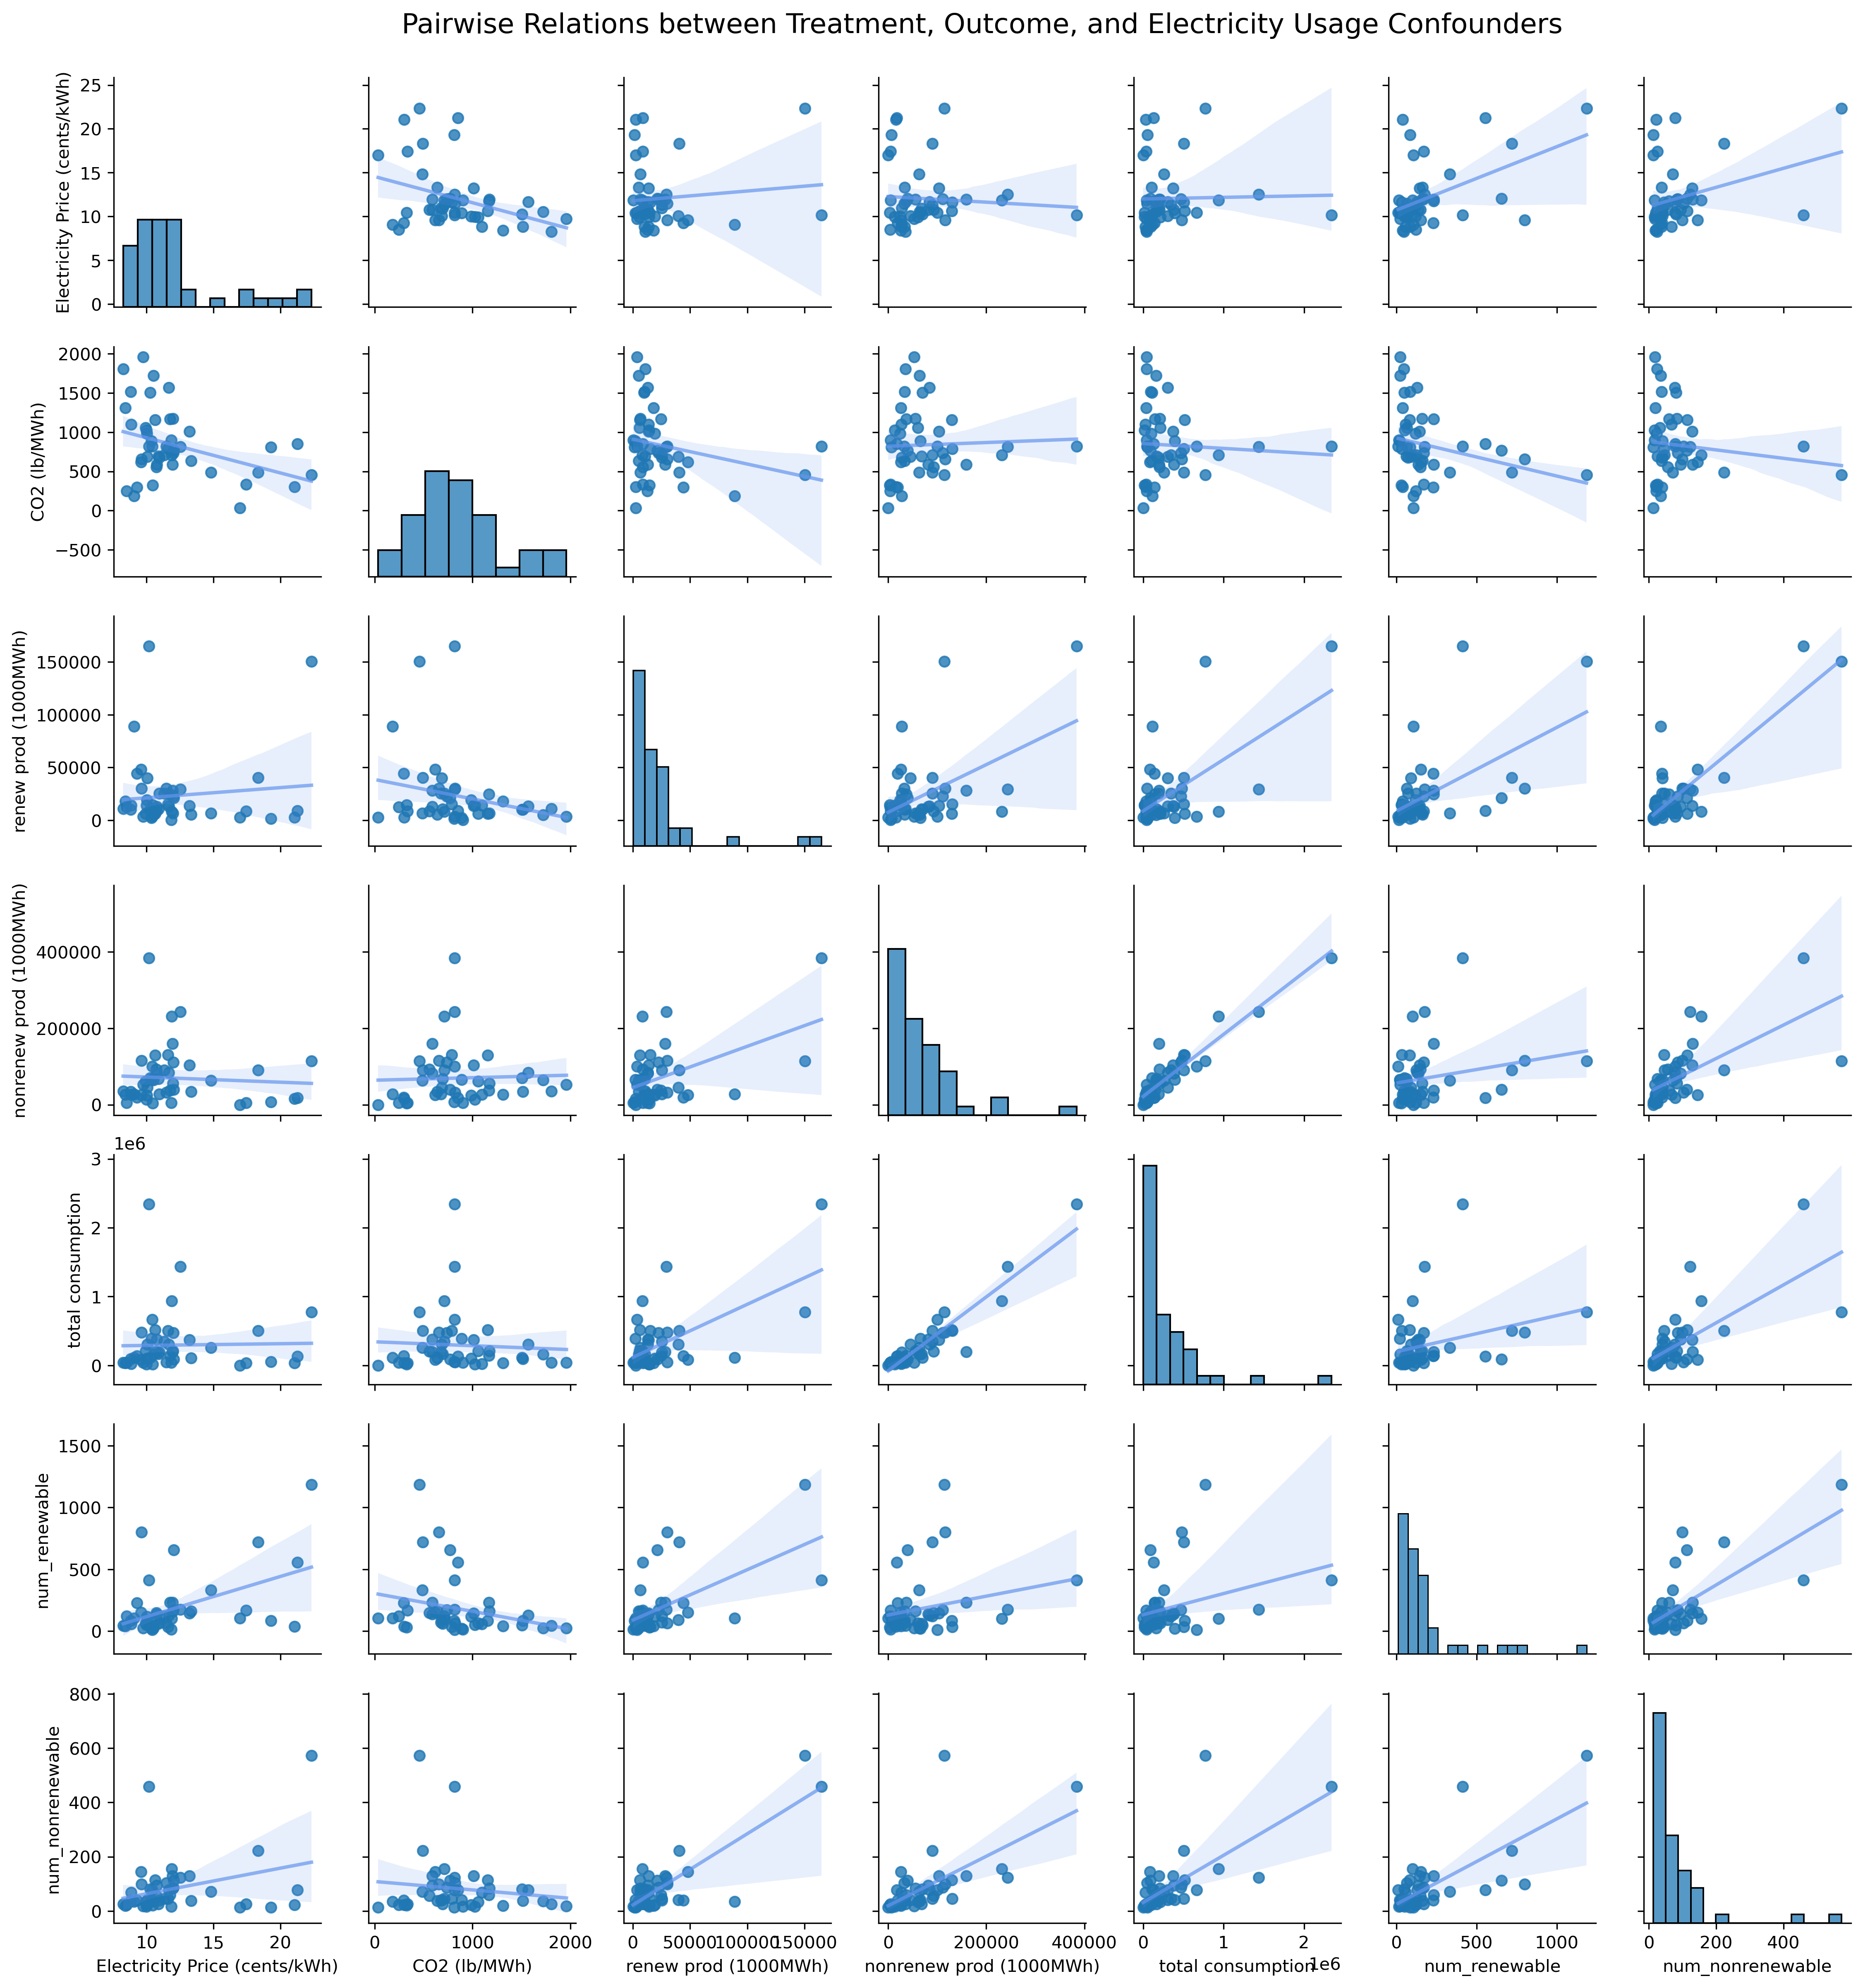 Pairwise Relations between Treatment, Outcome, and Electricity Usage Confounders
Electricity Price (cents/kWh)
25
20
15
10
5
0
CO2 (lb/MWh)
2000
1500
1000
500
0
−500
renew prod (1000MWh)
150000
100000
50000
0
nonrenew prod (1000MWh)
400000
200000
0
1e6
total consumption
3
2
1
0
num_renewable
1500
1000
500
0
num_nonrenewable
800
600
400
200
0
10 15 20 0 1000 2000 0 50000 100000 150000 0 200000 400000 0 1 2 0 500 1000 0 200 400
1e6
Electricity Price (cents/kWh) CO2 (lb/MWh) renew prod (1000MWh) nonrenew prod (1000MWh) total consumption num_renewable num_nonrenewable